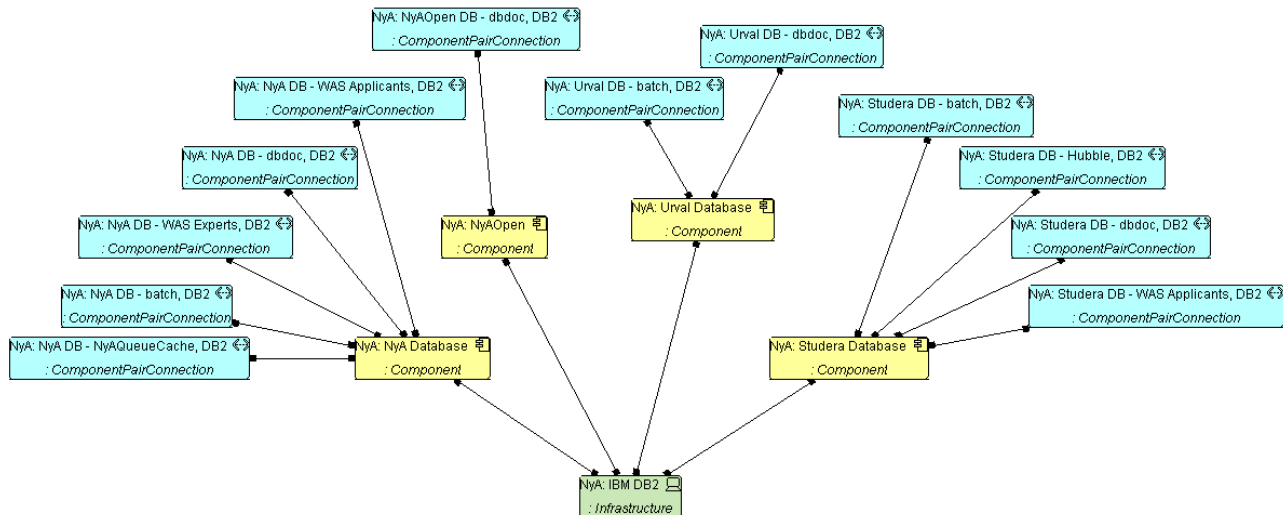 NyA: NyAOpen DB - dbdoc, DB2
: ComponentPairConnection
NyA: Urval DB - dbdoc, DB2
: ComponentPairConnection
NyA: NyA DB - WAS Applicants, DB2
: ComponentPairConnection
NyA: Urval DB - batch, DB2
: ComponentPairConnection
NyA: Studera DB - batch, DB2
: ComponentPairConnection
NyA: NyA DB - dbdoc, DB2
: ComponentPairConnection
NyA: Studera DB - Hubble, DB2
: ComponentPairConnection
NyA: Urval Database
: Component
NyA: NyA DB - WAS Experts, DB2
: ComponentPairConnection
NyA: NyAOpen
: Component
NyA: Studera DB - dbdoc, DB2
: ComponentPairConnection
NyA: NyA DB - batch, DB2
: ComponentPairConnection
NyA: Studera DB - WAS Applicants, DB2
: ComponentPairConnection
NyA: NyA DB - NyAQueueCache, DB2
: ComponentPairConnection
NyA: NyA Database
: Component
NyA: Studera Database
: Component
NyA: IBM DB2
: Infrastructure